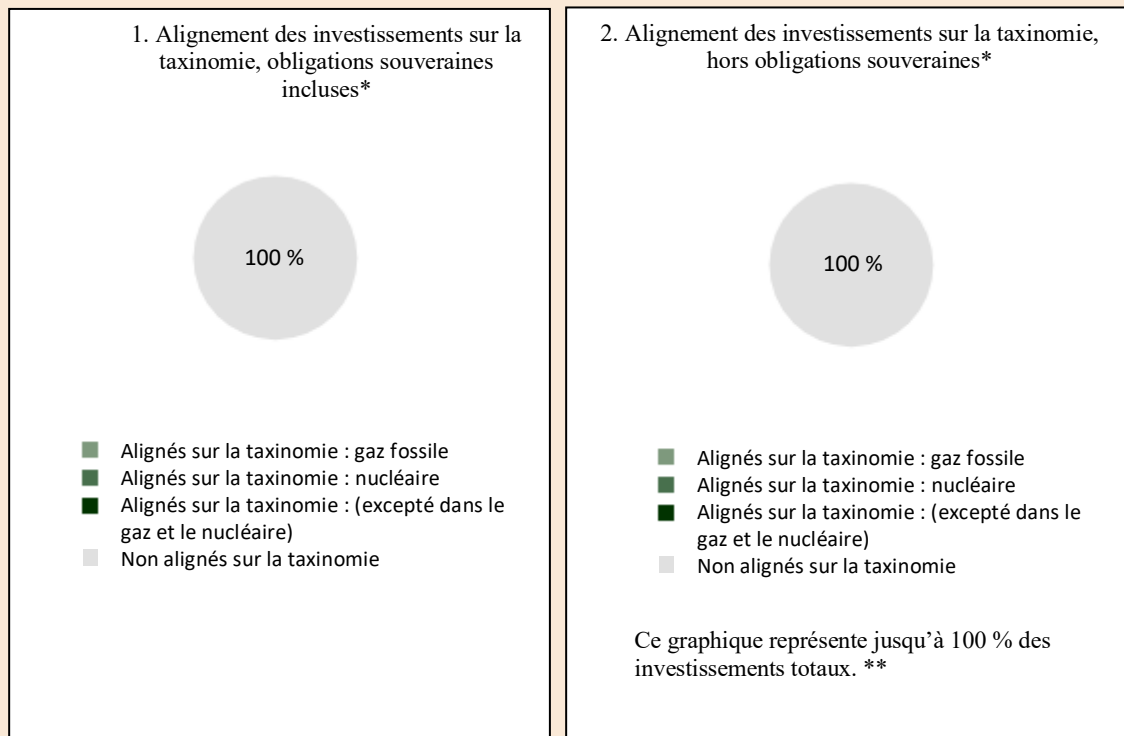 1. Alignement des investissements sur la
taxinomie, obligations souveraines
incluses*
100 %
Alignés sur la taxinomie : gaz fossile
Alignés sur la taxinomie : nucléaire
Alignés sur la taxinomie : (excepté dans le
gaz et le nucléaire)
Non alignés sur la taxinomie
2. Alignement des investissements sur la taxinomie,
hors obligations souveraines*
100 %
Alignés sur la taxinomie : gaz fossile
Alignés sur la taxinomie : nucléaire
Alignés sur la taxinomie : (excepté dans le
gaz et le nucléaire)
Non alignés sur la taxinomie
Ce graphique représente jusqu’à 100 % des
investissements totaux. **